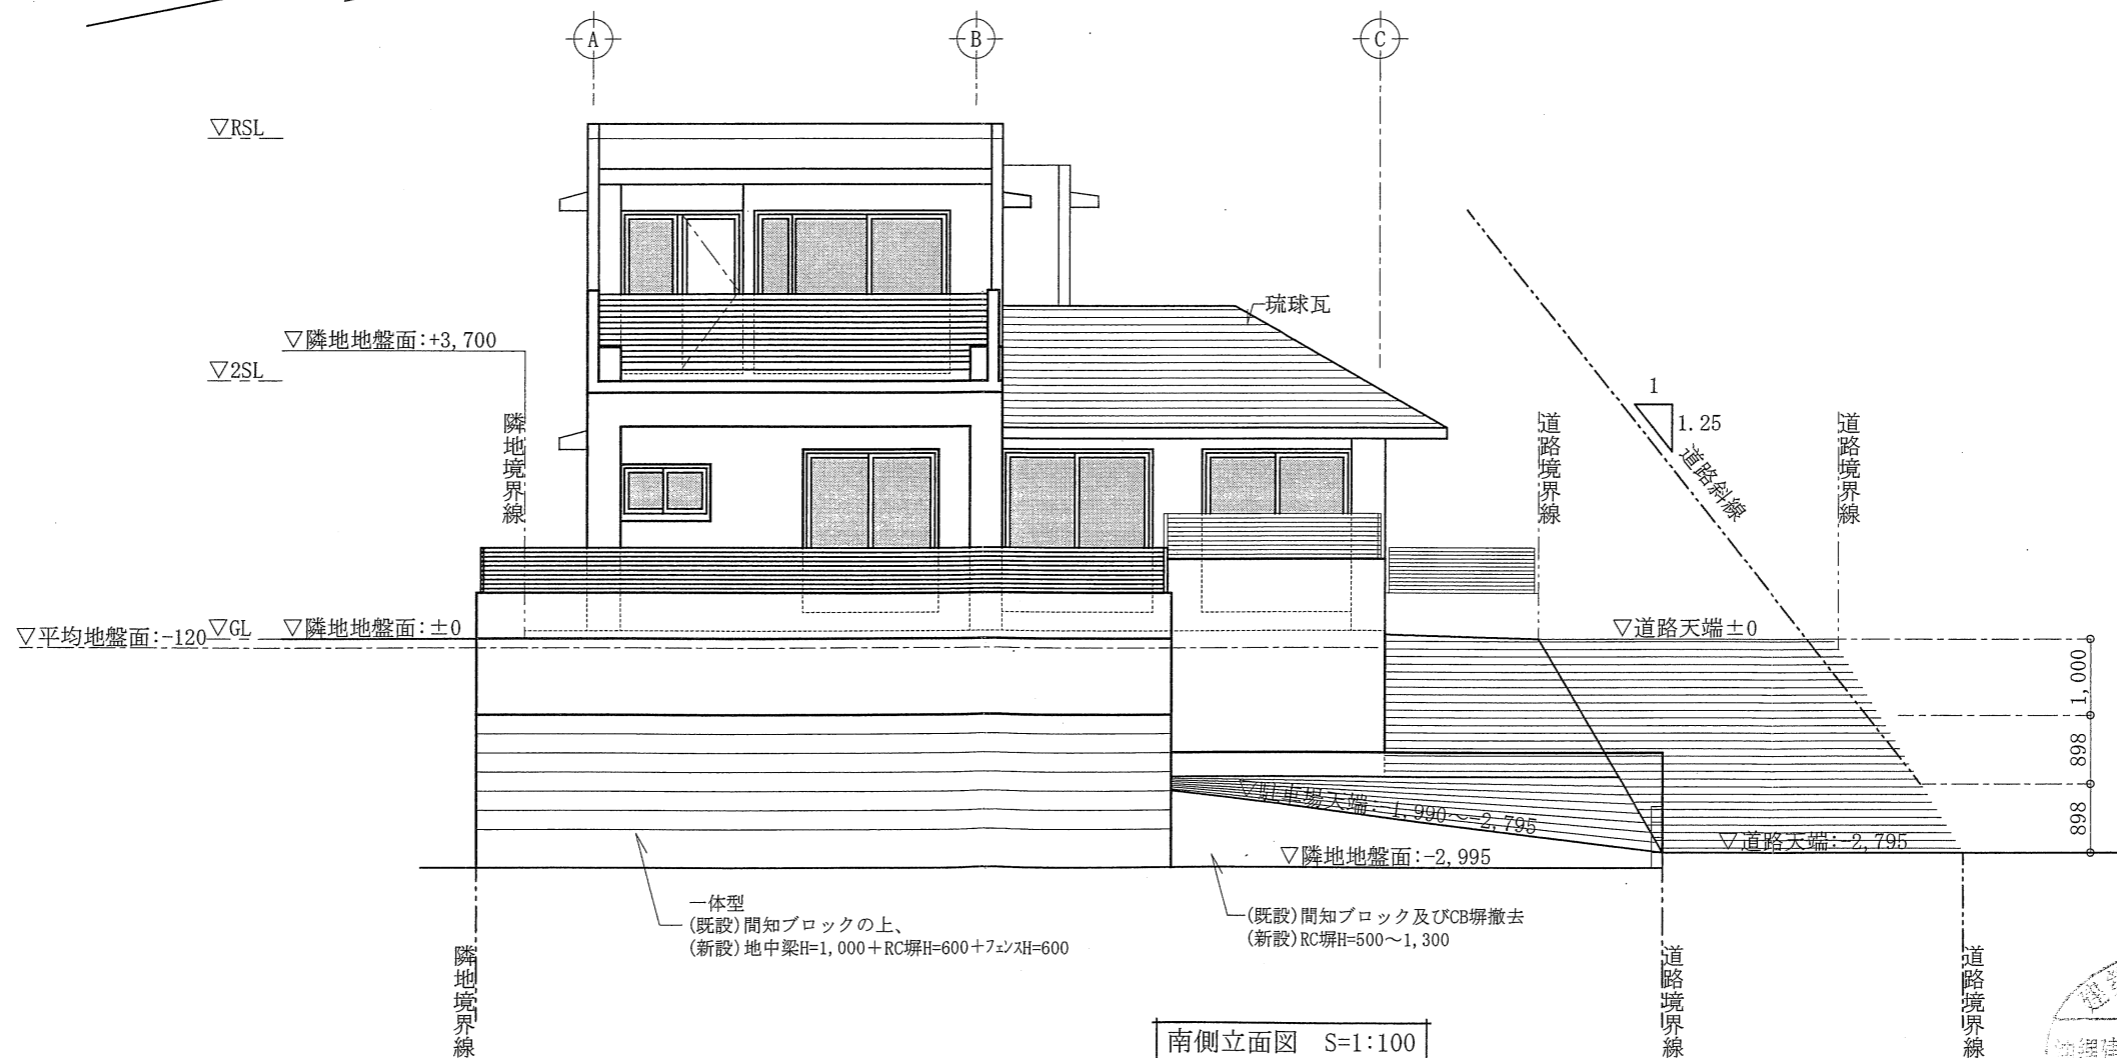 A
B
C
▽RSL
琉球瓦
▽隣地地盤面:+3,700
▽2SL
1
1.25
道路斜線
隣地境界線
道路境界線
道路境界線
▽平均地盤面:-120
▽GL
▽隣地地盤面:±0
▽道路天端±0
1,000
898
898
▽駐車場天端:-1,990～-2,795
▽道路天端:-2,795
▽隣地地盤面:-2,995
一体型
(既設)間知ブロックの上、
(新設)地中梁H=1,000＋RC塀H=600＋フェンスH=600
(既設)間知ブロック及びCB塀撤去
(新設)RC塀H=500～1,300
隣地境界線
道路境界線
道路境界線
南側立面図　S=1:100